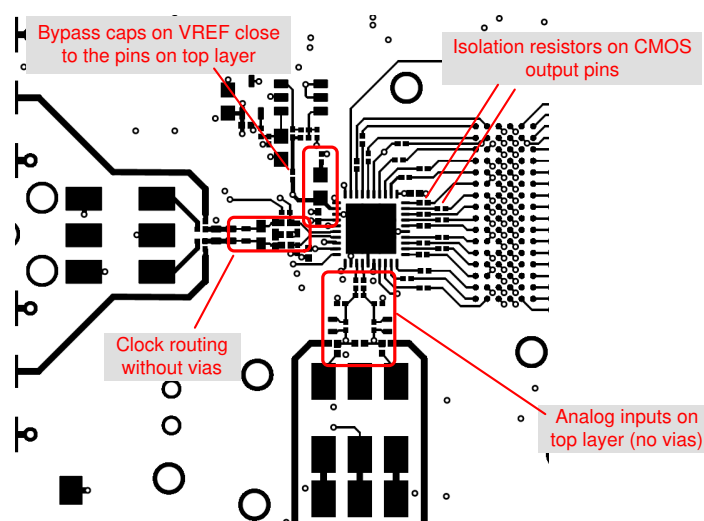 Bypass caps on VREF close
to the pins on top layer
Isolation resistors on CMOS
output pins
Clock routing
without vias
Analog inputs on
top layer (no vias)